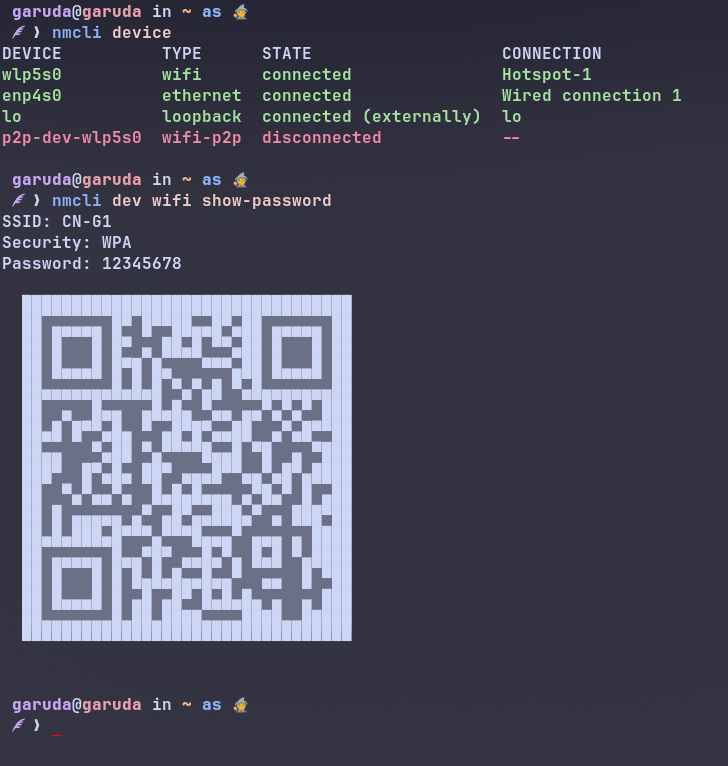 garuda@garuda in ~ as
❯ nmcli device
DEVICE TYPE STATE CONNECTION
wlp5s0 wifi connected Hotspot-1
enp4s0 ethernet connected Wired connection 1
lo loopback connected (externally) lo
p2p-dev-wlp5s0 wifi-p2p disconnected --
garuda@garuda in ~ as
❯ nmcli dev wifi show-password
SSID: CN-G1
Security: WPA
Password: 12345678
garuda@garuda in ~ as
❯ _